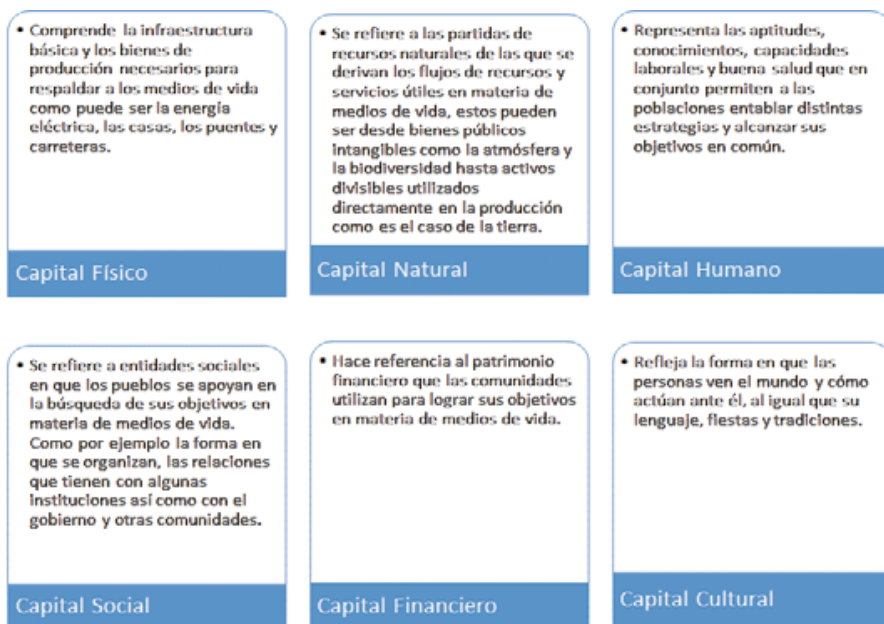 • Comprende la infraestructura
básica y los bienes de
producción necesarios para
respaldar a los medios de vida
como puede ser la energía
eléctrica, las casas, los puentes y
carreteras.
Capital Físico
• Se refiere a las partidas de
recursos naturales de las que se
derivan los flujos de recursos y
servicios útiles en materia de
medios de vida, estos pueden
ser desde bienes públicos
intangibles como la atmósfera y
la biodiversidad hasta activos
divisibles utilizados
directamente en la producción
como es el caso de la tierra.
Capital Natural
• Representa las aptitudes,
conocimientos, capacidades
laborales y buena salud que en
conjunto permiten a las
poblaciones entablar distintas
estrategias y alcanzar sus
objetivos en común.
Capital Humano
• Se refiere a entidades sociales
en que los pueblos se apoyan en
la búsqueda de sus objetivos en
materia de medios de vida.
Como por ejemplo la forma en
que se organizan, las relaciones
que tienen con algunas
instituciones así como con el
gobierno y otras comunidades.
Capital Social
• Hace referencia al patrimonio
financiero que las comunidades
utilizan para lograr sus objetivos
en materia de medios de vida.
Capital Financiero
• Refleja la forma en que las
personas ven el mundo y cómo
actúan ante él, al igual que su
lenguaje, fiestas y tradiciones.
Capital Cultural